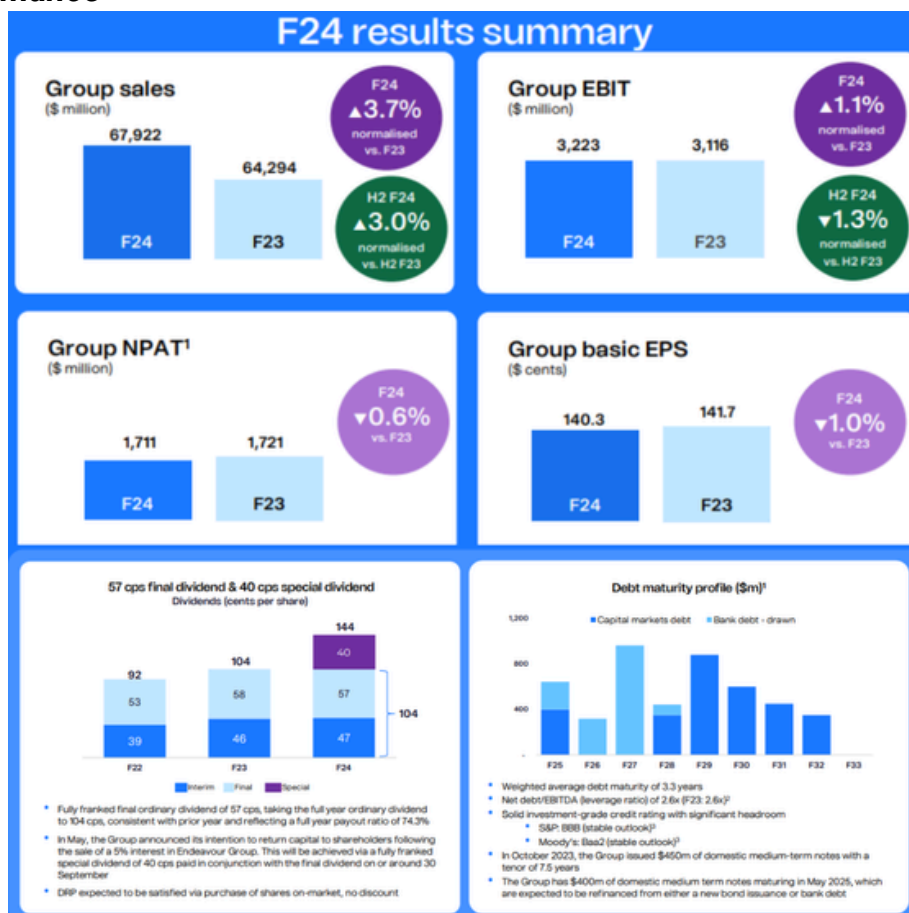 F24 results summary
Group sales
($ million)
67,922
64,294
F24
F23
F24
▲3.7%
normalised
vs. F23
H2 F24
▲3.0%
normalised
vs. H2 F23
Group EBIT
($ million)
3,223
3,116
F24
F23
F24
▲1.1%
normalised
vs. F23
H2 F24
▼1.3%
normalised
vs. H2 F23
Group NPAT¹
($ million)
1,711
1,721
F24
F23
F24
▼0.6%
vs. F23
Group basic EPS
($ cents)
140.3
141.7
F24
F23
F24
▼1.0%
vs. F23
57 cps final dividend & 40 cps special dividend
Dividends (cents per share)
92
53
39
F22
104
58
46
F23
144
40
57
47
F24
104
Interim
Final
Special
Fully franked final ordinary dividend of 57 cps, taking the full year ordinary dividend
to 104 cps, consistent with prior year and reflecting a full year payout ratio of 74.3%
In May, the Group announced its intention to return capital to shareholders following
the sale of a 5% interest in Endeavour Group. This will be achieved via a fully franked
special dividend of 40 cps paid in conjunction with the final dividend on or around 30
September
DRP expected to be satisfied via purchase of shares on-market, no discount
Debt maturity profile ($m)¹
Capital markets debt
Bank debt - drawn
1,200
800
400
-
F25
F26
F27
F28
F29
F30
F31
F32
F33
Weighted average debt maturity of 3.3 years
Net debt/EBITDA (leverage ratio) of 2.6x (F23: 2.6x)²
Solid investment-grade credit rating with significant headroom
S&P: BBB (stable outlook)³
Moody's: Baa2 (stable outlook)³
In October 2023, the Group issued $450m of domestic medium-term notes with a
tenor of 7.5 years
The Group has $400m of domestic medium term notes maturing in May 2025, which
are expected to be refinanced from either a new bond issuance or bank debt